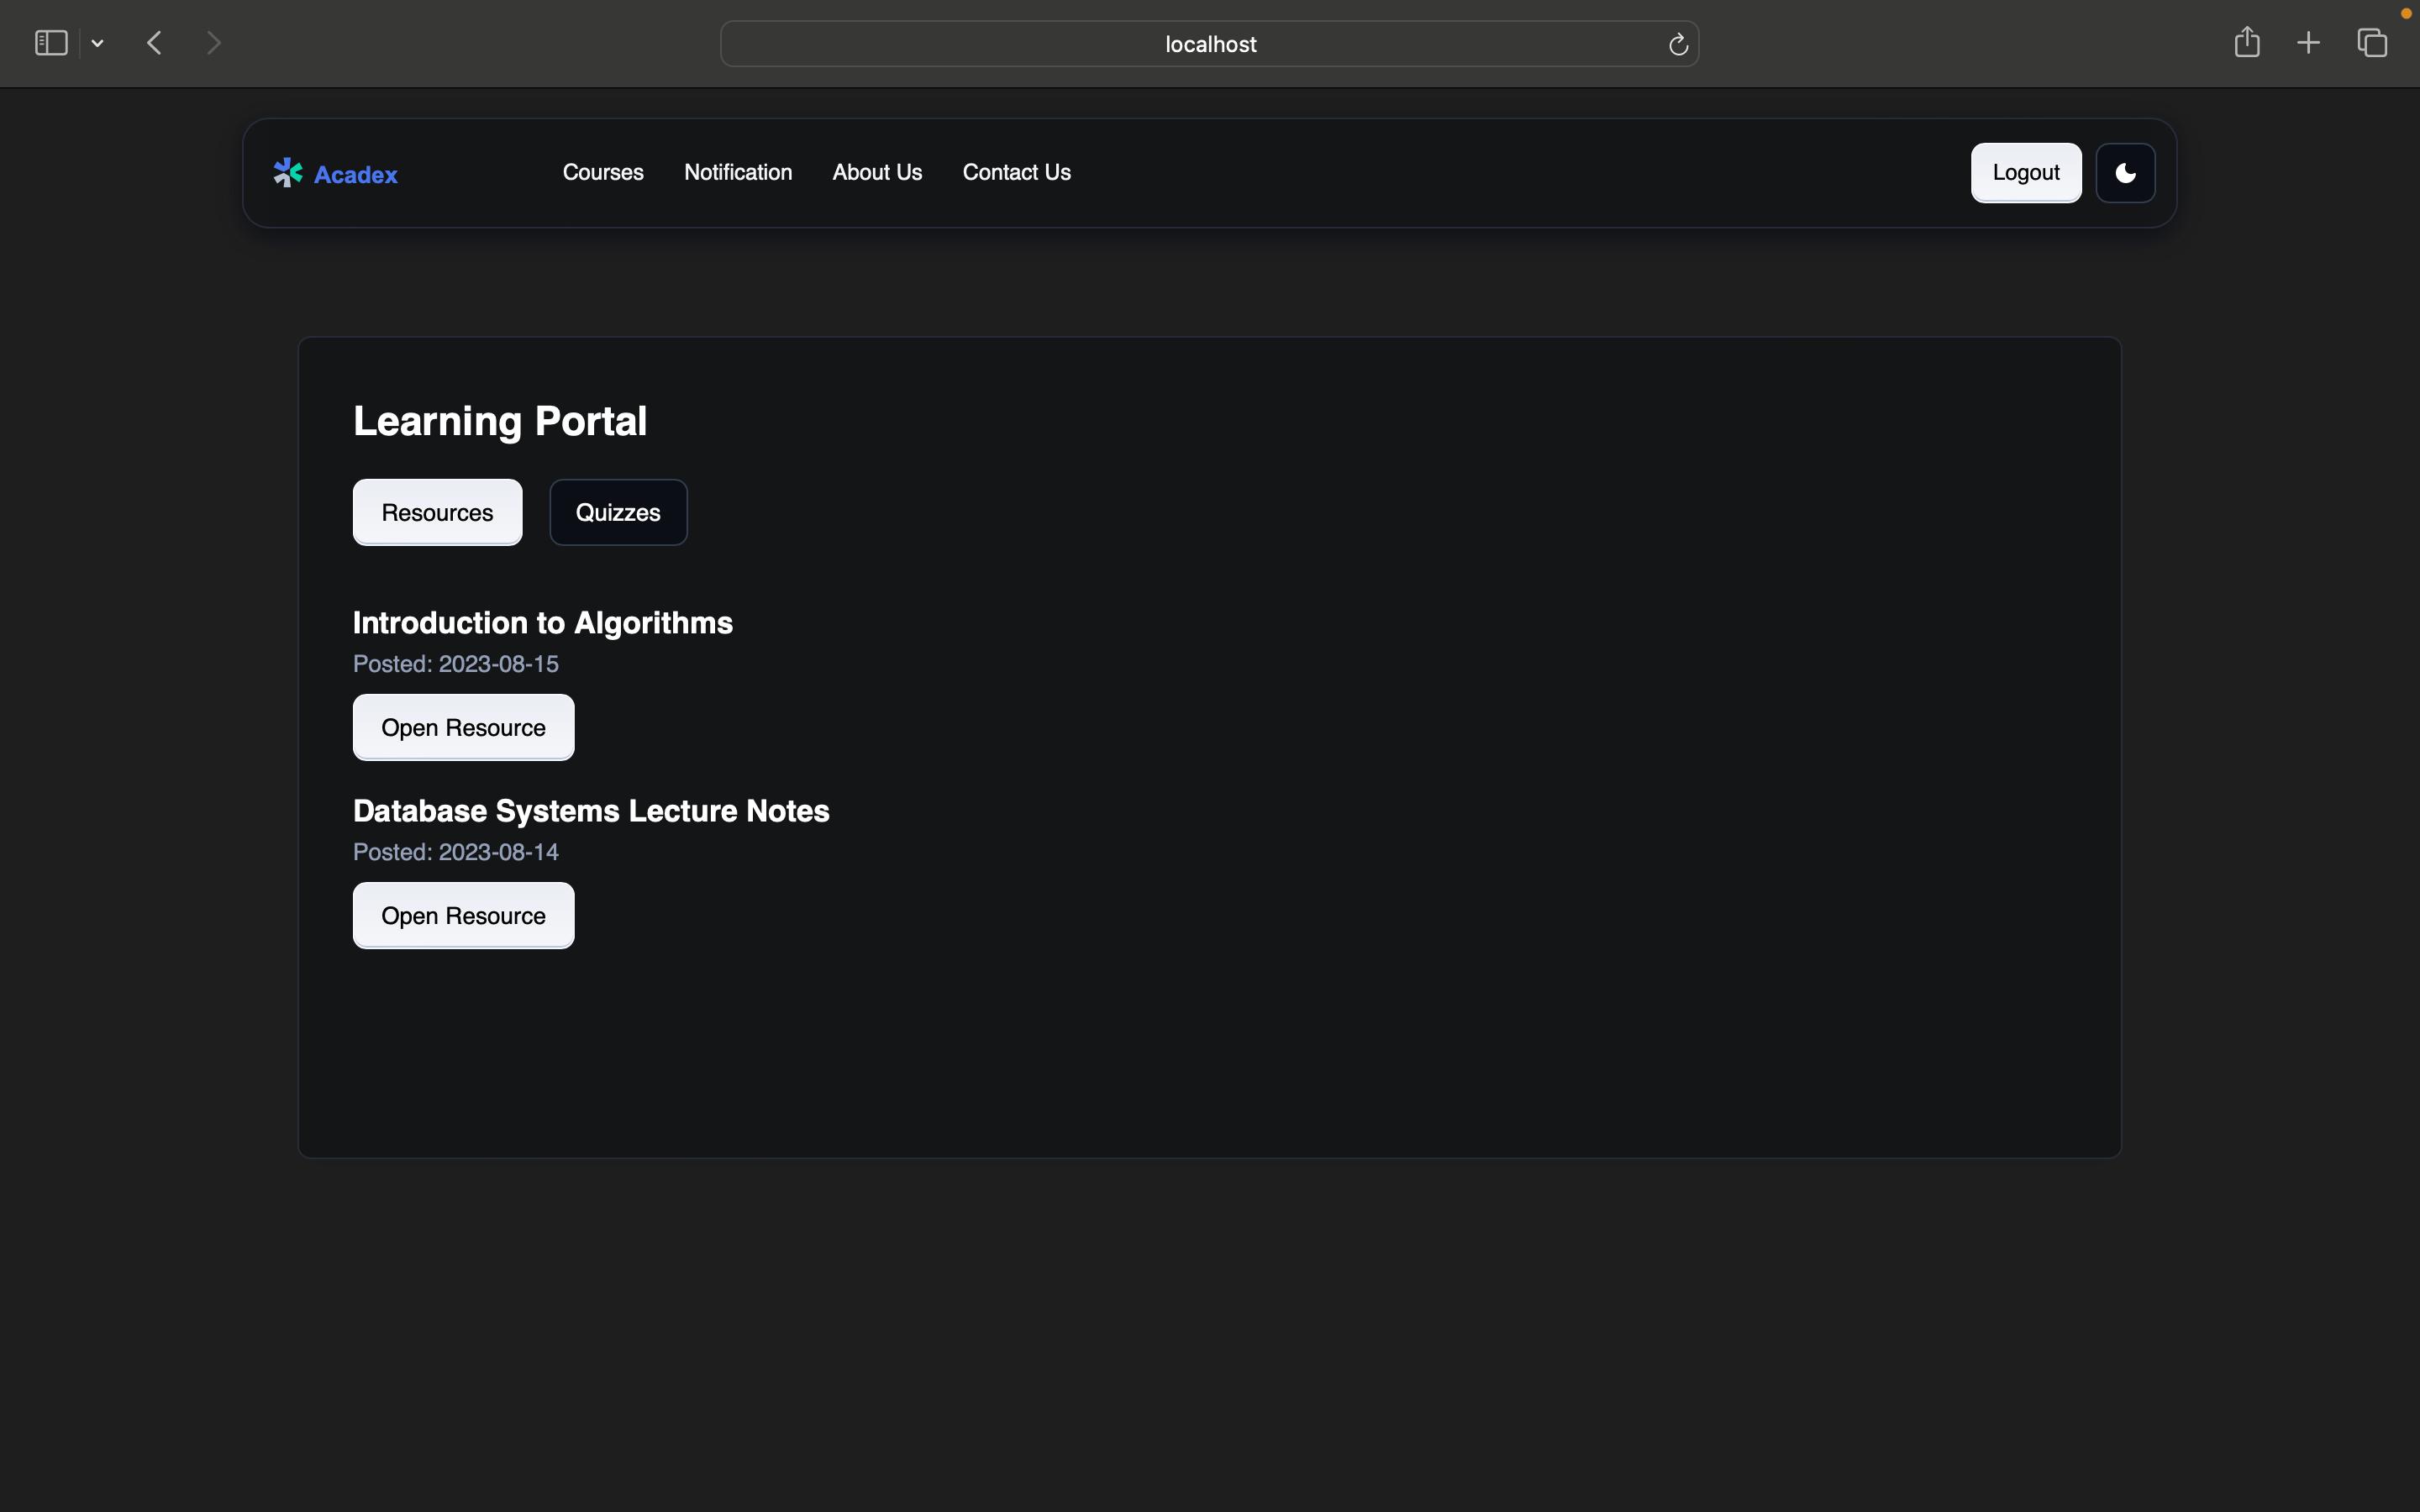 localhost
Acadex
Courses Notification About Us Contact Us Logout
Learning Portal
Resources Quizzes
Introduction to Algorithms
Posted: 2023-08-15
Open Resource
Database Systems Lecture Notes
Posted: 2023-08-14
Open Resource